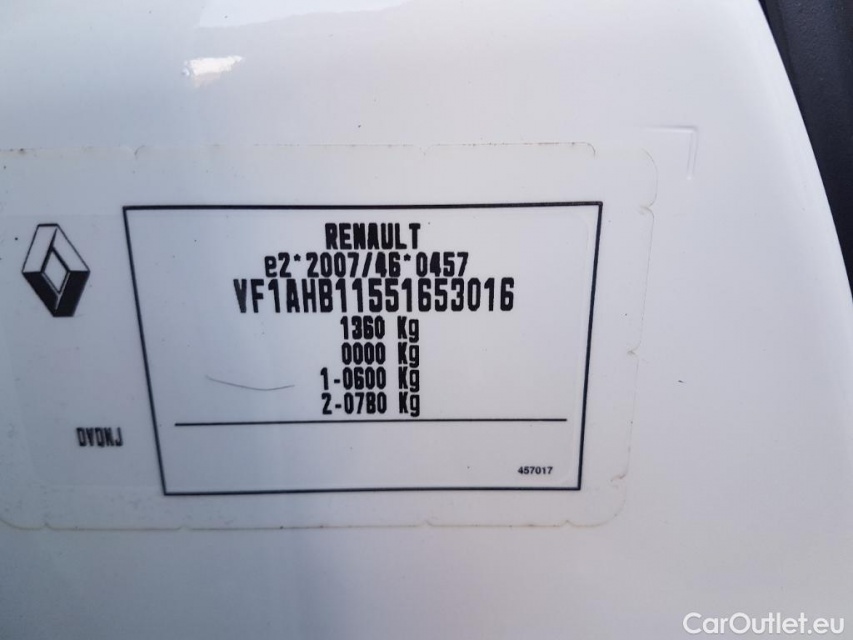 RENAULT
e2*2007/46*0457
VF1AHB11551653016
1360 Kg
0000 Kg
1-0600 Kg
2-0780 Kg
DVQKJ
457017
CarOutlet.eu